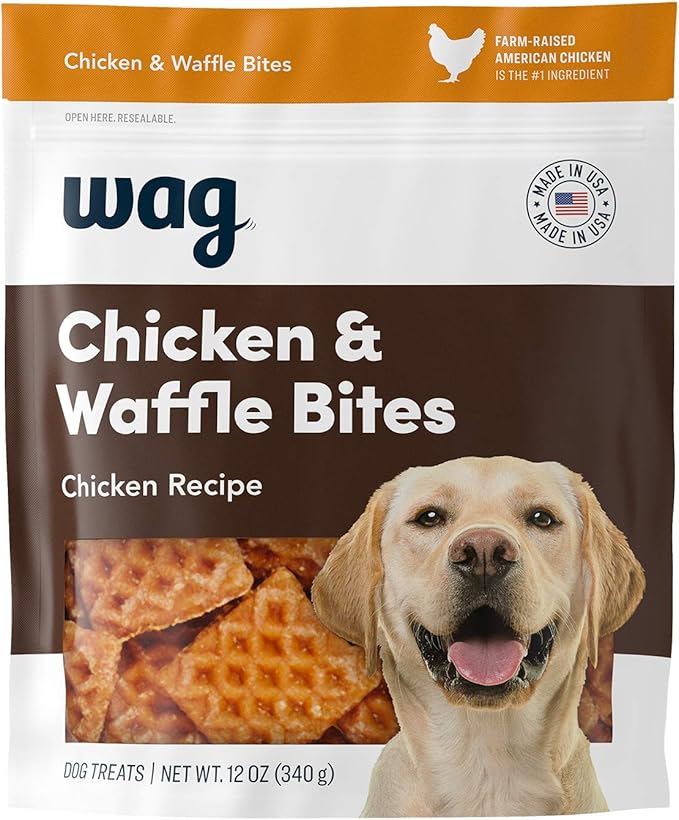 Chicken & Waffle Bites
FARM-RAISED
AMERICAN CHICKEN
IS THE #1 INGREDIENT
OPEN HERE. RESEALABLE.
wag
MADE IN USA
MADE IN USA
Chicken &
Waffle Bites
Chicken Recipe
DOG TREATS | NET WT. 12 OZ (340 g)